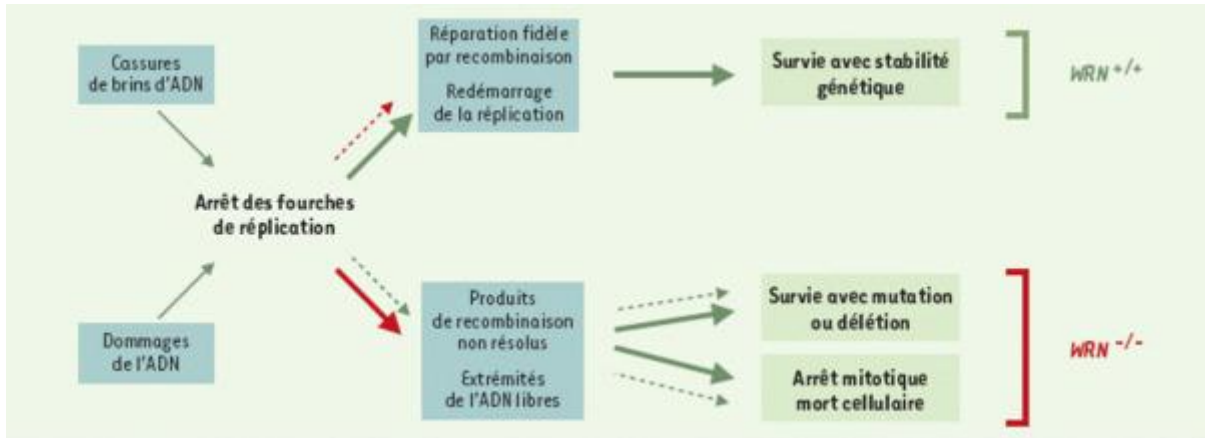 Cassures
de brins d'ADN
Réparation fidèle
par recombinaison
Redémarrage
de la réplication
Survie avec stabilité
génétique
WRN +/+
Arrêt des fourches
de réplication
Dommages
de l'ADN
Produits
de recombinaison
non résolus
Extrémités
de l'ADN libres
Survie avec mutation
ou délétion
Arrêt mitotique
mort cellulaire
WRN -/-